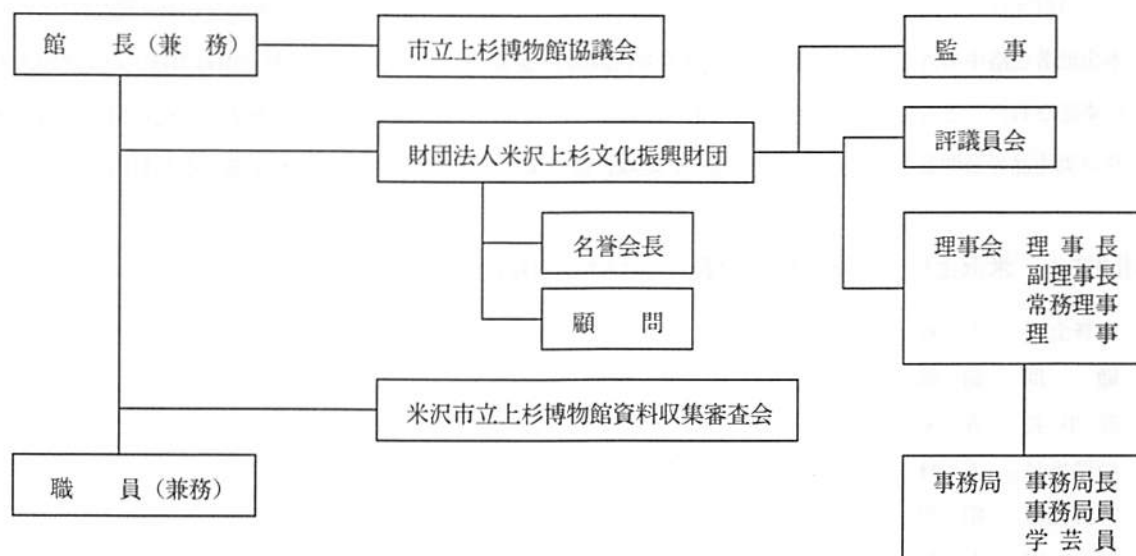 館　長（兼　務）
市立上杉博物館協議会
監　事
財団法人米沢上杉文化振興財団
評議員会
名誉会長
顧　問
理事会　理 事 長
副理事長
常務理事
理　　事
米沢市立上杉博物館資料収集審査会
職　員（兼務）
事務局　事務局長
事務局員
学 芸 員